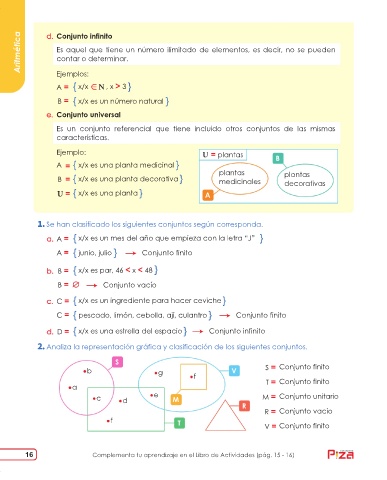 Aritmética
d. Conjunto infinito
Es aquel que tiene un número ilimitado de elementos, es decir, no se pueden
contar o determinar.
Ejemplos:
A = { x/x ∈ N , x > 3 }
B = { x/x es un número natural }
e. Conjunto universal
Es un conjunto referencial que tiene incluido otros conjuntos de las mismas
características.
Ejemplo:
A = { x/x es una planta medicinal }
B = { x/x es una planta decorativa }
U = { x/x es una planta }
U = plantas
B
plantas
medicinales
plantas
decorativas
A
1. Se han clasificado los siguientes conjuntos según corresponda.
a. A = { x/x es un mes del año que empieza con la letra "J" }
A = { junio, julio } → Conjunto finito
b. B = { x/x es par, 46 < x < 48 }
B = ∅ → Conjunto vacío
c. C = { x/x es un ingrediente para hacer ceviche }
C = { pescado, limón, cebolla, ají, culantro } → Conjunto finito
d. D = { x/x es una estrella del espacio } → Conjunto infinito
2. Analiza la representación gráfica y clasificación de los siguientes conjuntos.
S
•b
•g
•f
V
•a
•c
•d
•e
M
R
•f
T
S = Conjunto finito
T = Conjunto finito
M = Conjunto unitario
R = Conjunto vacío
V = Conjunto finito
16
Complementa tu aprendizaje en el Libro de Actividades (pág. 15 - 16)
Piza